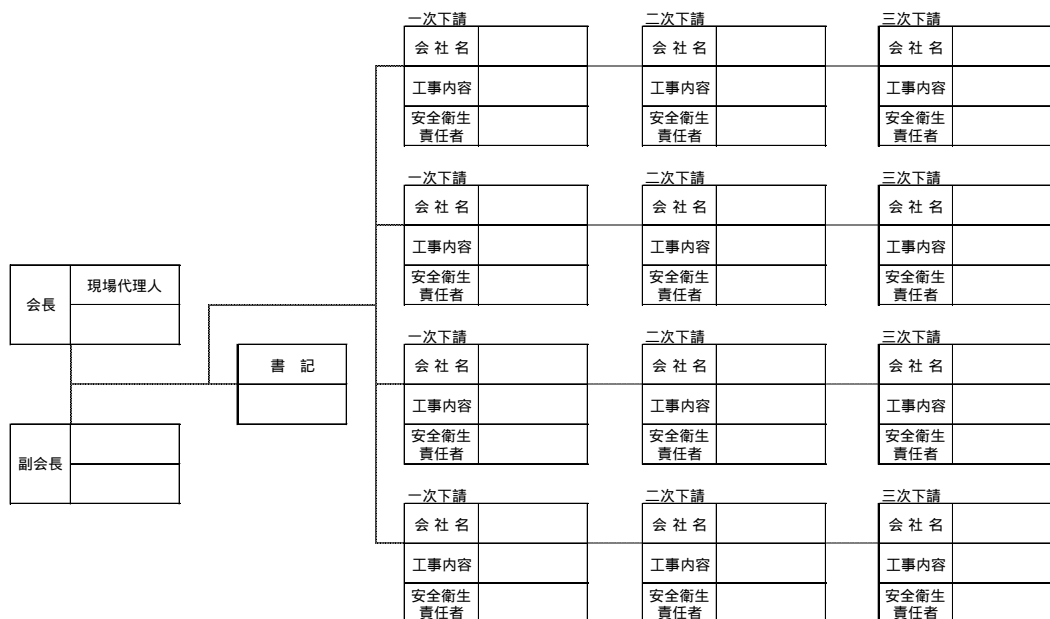 一次下請 二次下請 三次下請
会 社 名 会 社 名 会 社 名
工事内容 工事内容 工事内容
安全衛生 安全衛生 安全衛生
責任者 責任者 責任者
一次下請 二次下請 三次下請
会 社 名 会 社 名 会 社 名
工事内容 工事内容 工事内容
安全衛生 安全衛生 安全衛生
責任者 責任者 責任者
会長 現場代理人
書 記
副会長
一次下請 二次下請 三次下請
会 社 名 会 社 名 会 社 名
工事内容 工事内容 工事内容
安全衛生 安全衛生 安全衛生
責任者 責任者 責任者
一次下請 二次下請 三次下請
会 社 名 会 社 名 会 社 名
工事内容 工事内容 工事内容
安全衛生 安全衛生 安全衛生
責任者 責任者 責任者